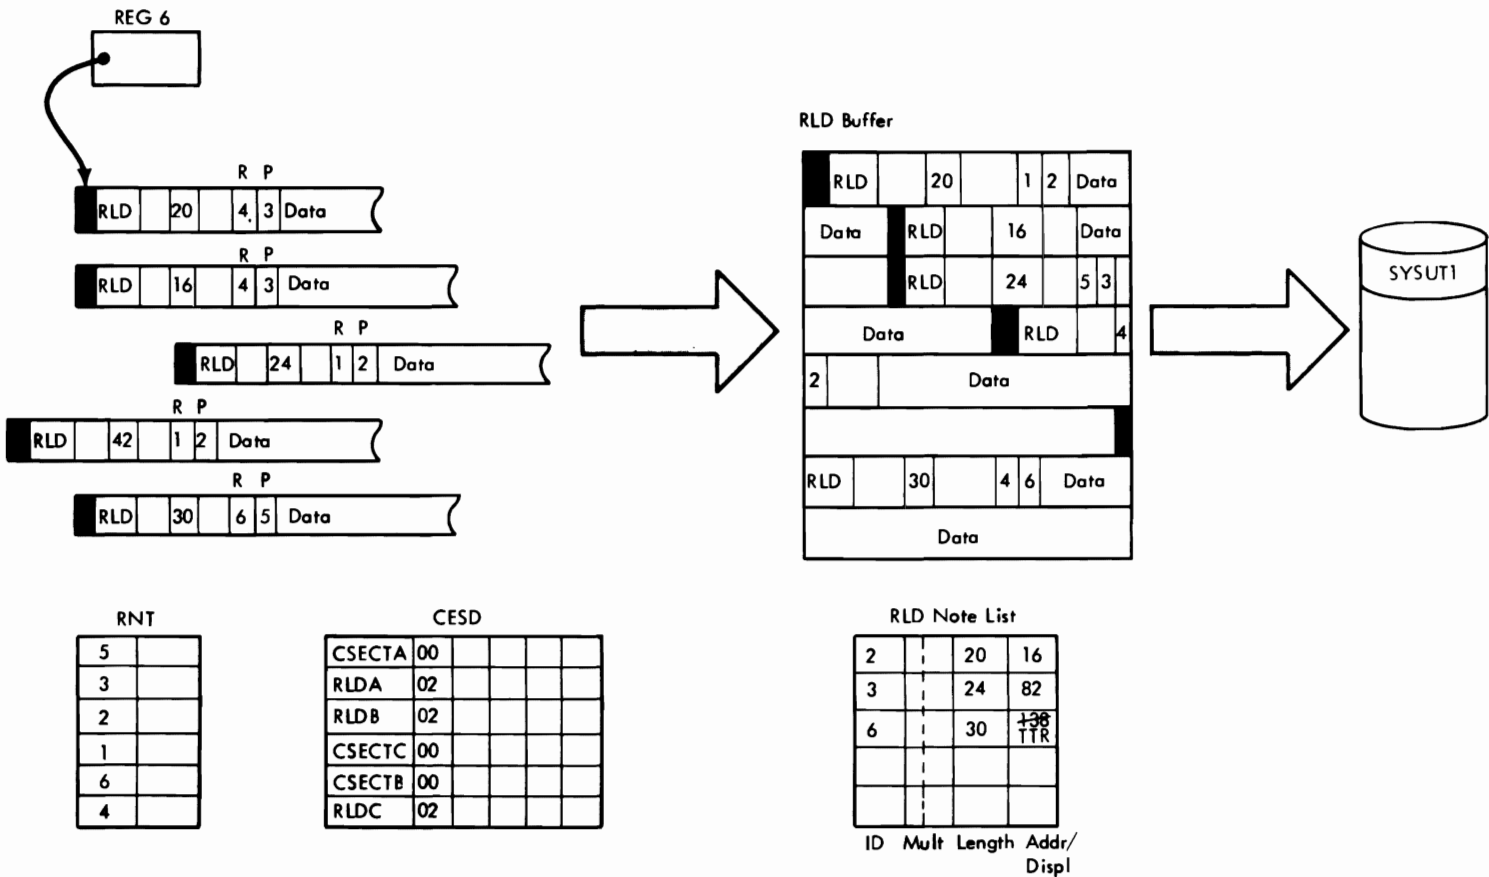 REG 6
R P
RLD 20 4 3 Data
R P
RLD 16 4 3 Data
R P
RLD 24 1 2 Data
R P
RLD 42 1 2 Data
R P
RLD 30 6 5 Data
RLD Buffer
RLD 20 1 2 Data
Data RLD 16 Data
RLD 24 5 3
Data RLD 4
2 Data
RLD 30 4 6 Data
Data
SYSUT1
RNT
5
3
2
1
6
4
CESD
CSECTA 00
RLDA 02
RLDB 02
CSECTC 00
CSECTB 00
RLDC 02
RLD Note List
2 20 16
3 24 82
6 30 138
TTR
ID Mult Length Addr/
Displ